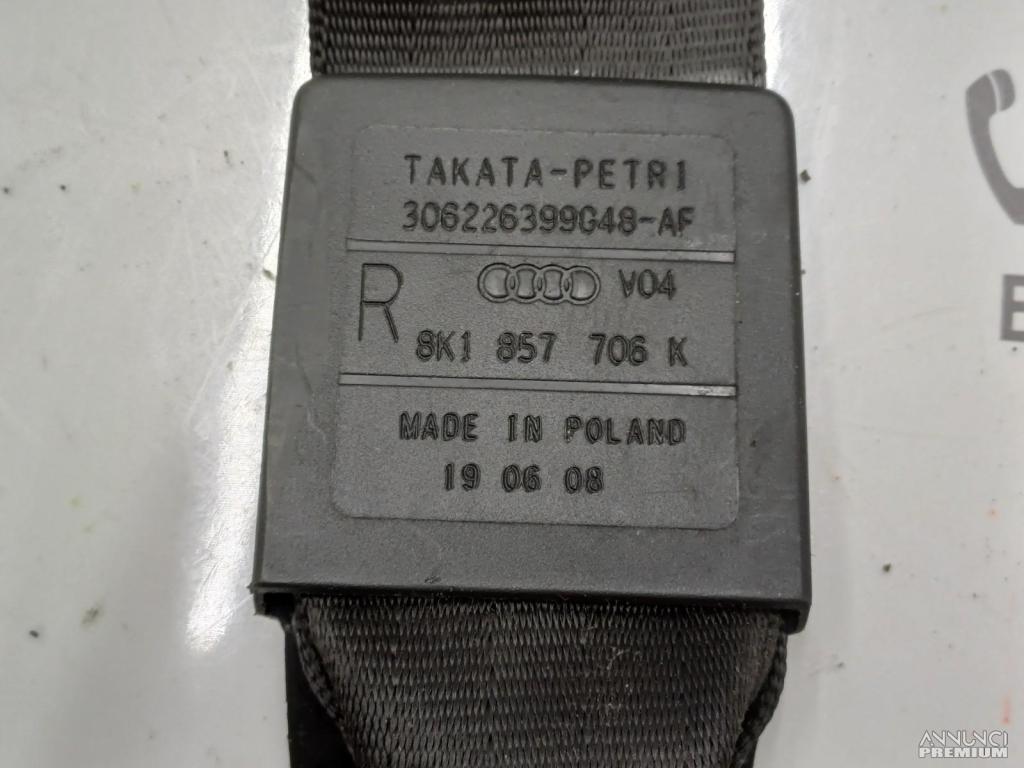 TAKATA-PETRI
306226399G48-AF
R V04
8K1 857 706 K
MADE IN POLAND
19 06 08
ANNUNCI
PREMIUM